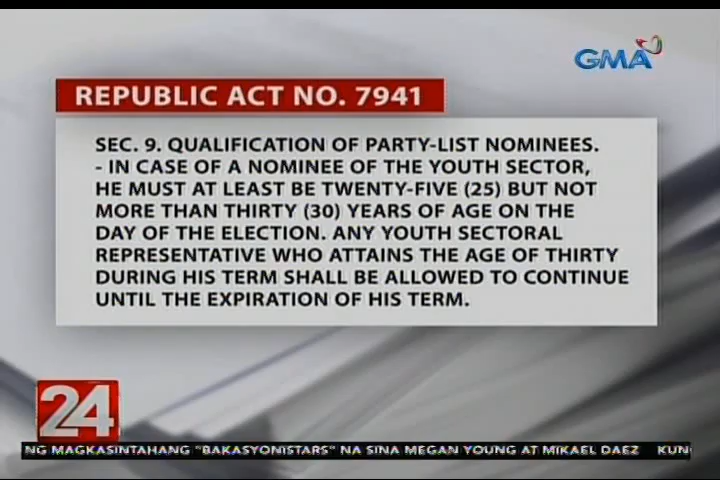 GMA
REPUBLIC ACT NO. 7941
SEC. 9. QUALIFICATION OF PARTY-LIST NOMINEES.
- IN CASE OF A NOMINEE OF THE YOUTH SECTOR,
HE MUST AT LEAST BE TWENTY-FIVE (25) BUT NOT
MORE THAN THIRTY (30) YEARS OF AGE ON THE
DAY OF THE ELECTION. ANY YOUTH SECTORAL
REPRESENTATIVE WHO ATTAINS THE AGE OF THIRTY
DURING HIS TERM SHALL BE ALLOWED TO CONTINUE
UNTIL THE EXPIRATION OF HIS TERM.
24
NG MAGKASINTAHANG "BAKASYONISTARS" NA SINA MEGAN YOUNG AT MIKAEL DAEZ KUN